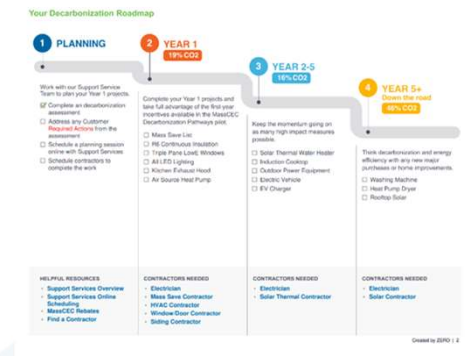 Your Decarbonization Roadmap
1 PLANNING
Work with our Support Service
Team to plan your Year 1 projects.
Complete an decarbonization
assessment
Address any Customer
Required Actions from the
assessment
Schedule a planning session
online with Support Services
Schedule contractors to
complete the work
HELPFUL RESOURCES
Support Services Overview
Support Services Online
Scheduling
MassCEC Rebates
Find a Contractor
2 YEAR 1
19% CO2
Complete your Year 1 projects and
take full advantage of the first-year
incentives available in the MassCEC
Decarbonization Pathways pilot.
Mass Save List
R6 Continuous Insulation
Triple Pane LowE Windows
All LED Lighting
Kitchen Exhaust Hood
Air Source Heat Pump
CONTRACTORS NEEDED
Electrician
Mass Save Contractor
HVAC Contractor
Window/Door Contractor
Siding Contractor
3 YEAR 2-5
16% CO2
Keep the momentum going on
as many high impact measures
possible.
Solar Thermal Water Heater
Induction Cooktop
Outdoor Power Equipment
Electric Vehicle
EV Charger
CONTRACTORS NEEDED
Electrician
Solar Thermal Contractor
4 YEAR 5+
Down the road
CO2
Think decarbonization and energy
efficiency with any new major
purchases or home improvements.
Washing Machine
Heat Pump Dryer
Rooftop Solar
CONTRACTORS NEEDED
Electrician
Solar Contractor
Created by ZERO | 2